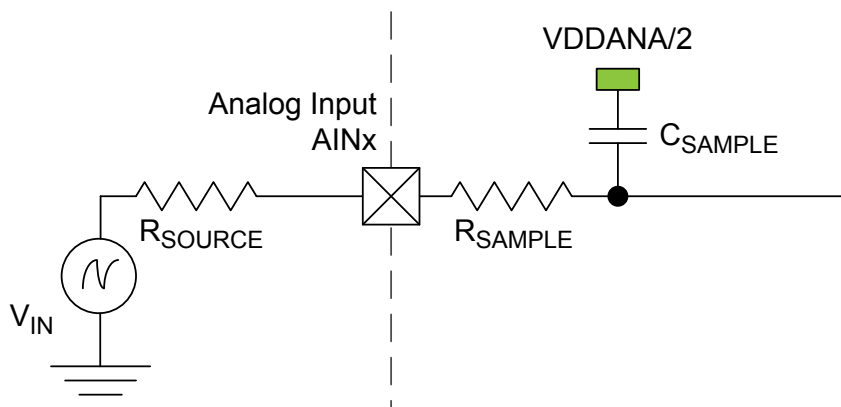 VDDANA/2
Analog Input
AINx
CSAMPLE
RSOURCE
RSAMPLE
VIN